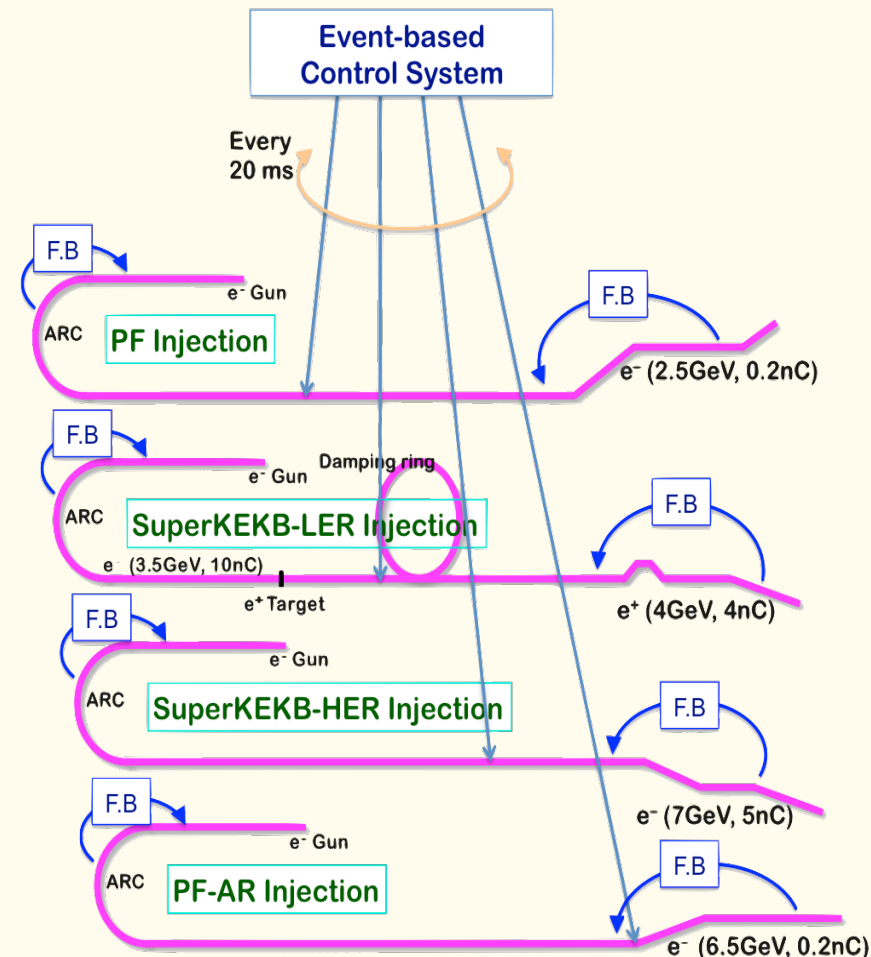 Event-based
Control System
Every
20 ms
F.B
e⁻ Gun
F.B
ARC
PF Injection
e⁻ (2.5GeV, 0.2nC)
F.B
Damping ring
e⁻ Gun
F.B
ARC
SuperKEKB-LER Injection
e⁻ (3.5GeV, 10nC)
e⁺ Target
e⁺ (4GeV, 4nC)
F.B
e⁻ Gun
F.B
ARC
SuperKEKB-HER Injection
e⁻ (7GeV, 5nC)
F.B
e⁻ Gun
F.B
ARC
PF-AR Injection
e⁻ (6.5GeV, 0.2nC)